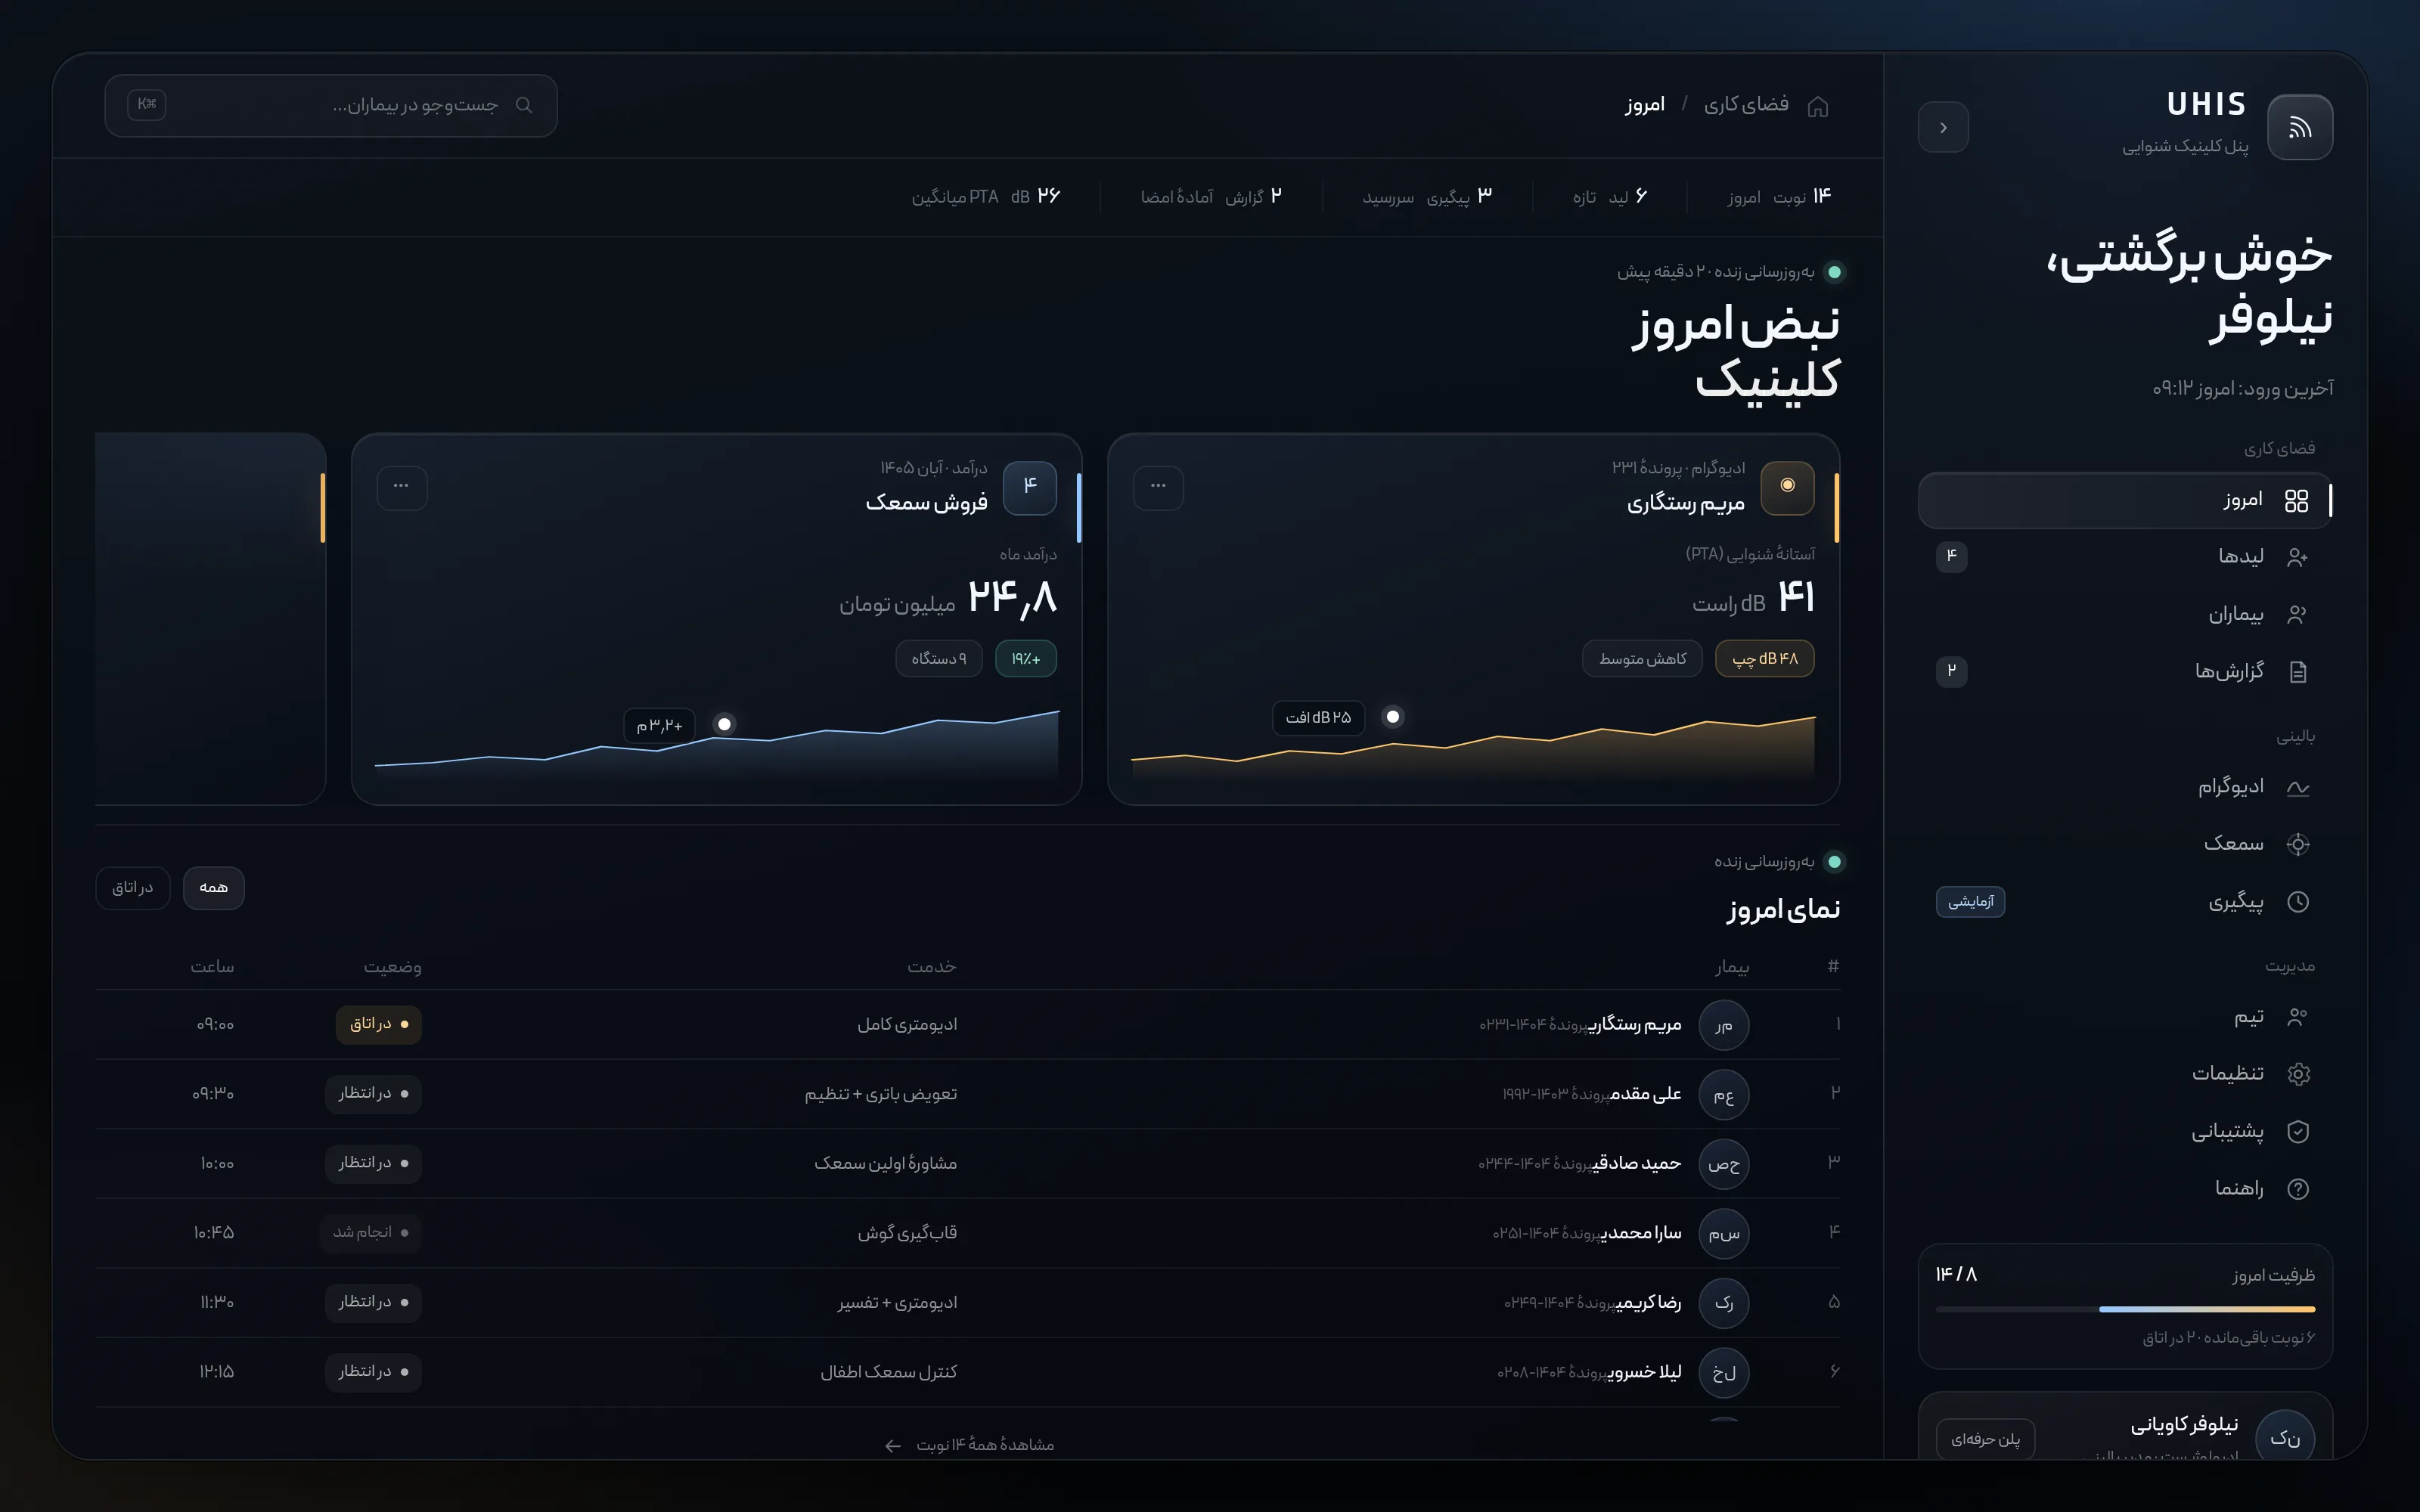 UHIS
پنل کلینیک شنوایی
خوش برگشتی،
نیلوفر
آخرین ورود: امروز ۰۹:۱۲
فضای کاری
امروز
لیدها ۴
بیماران
گزارش‌ها ۲
بالینی
ادیوگرام
سمعک
پیگیری آزمایشی
مدیریت
تیم
تنظیمات
پشتیبانی
راهنما
ظرفیت امروز ۸ / ۱۴
۶ نوبت باقی‌مانده · ۲ در اتاق
ن‌ک نیلوفر کاویانی پلن حرفه‌ای
فضای کاری / امروز
جست‌وجو در بیماران... ⌘K
۱۴ نوبت امروز ۶ لید تازه ۳ پیگیری سررسید ۲ گزارش آمادهٔ امضا ۲۶ dB PTA میانگین
به‌روزرسانی زنده · ۲ دقیقه پیش
نبض امروز
کلینیک
ادیوگرام · پروندهٔ ۲۳۱
مریم رستگاری
آستانهٔ شنوایی (PTA)
۴۱ dB راست
۴۸ dB چپ کاهش متوسط
۲۵ dB افت
۴
درآمد · آبان ۱۴۰۵
فروش سمعک
درآمد ماه
۲۴٫۸ میلیون تومان
+۱۹٪ ۹ دستگاه
+۳٫۲ م
به‌روزرسانی زنده
نمای امروز
همه در اتاق
# بیمار خدمت وضعیت ساعت
۱ م‌ر مریم رستگاری پروندهٔ ۱۴۰۴-۰۲۳۱ ادیومتری کامل در اتاق ۰۹:۰۰
۲ ع‌م علی مقدم پروندهٔ ۱۴۰۳-۱۹۹۲ تعویض باتری + تنظیم در انتظار ۰۹:۳۰
۳ ح‌ص حمید صادقی پروندهٔ ۱۴۰۴-۰۲۴۴ مشاورهٔ اولین سمعک در انتظار ۱۰:۰۰
۴ س‌م سارا محمدی پروندهٔ ۱۴۰۴-۰۲۵۱ قاب‌گیری گوش انجام شد ۱۰:۴۵
۵ رک رضا کریمی پروندهٔ ۱۴۰۴-۰۲۴۹ ادیومتری + تفسیر در انتظار ۱۱:۳۰
۶ ل‌خ لیلا خسروی پروندهٔ ۱۴۰۴-۰۲۰۸ کنترل سمعک اطفال در انتظار ۱۲:۱۵
مشاهدهٔ همهٔ ۱۴ نوبت ←